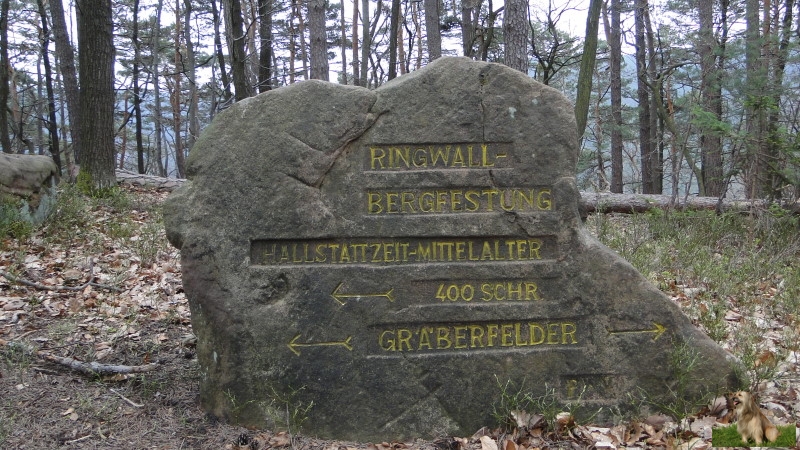 RINGWALL-
BERGFESTUNG
HALLSTATTZEIT-MITTELALTER
400 SCHR.
GRÄBERFELDER